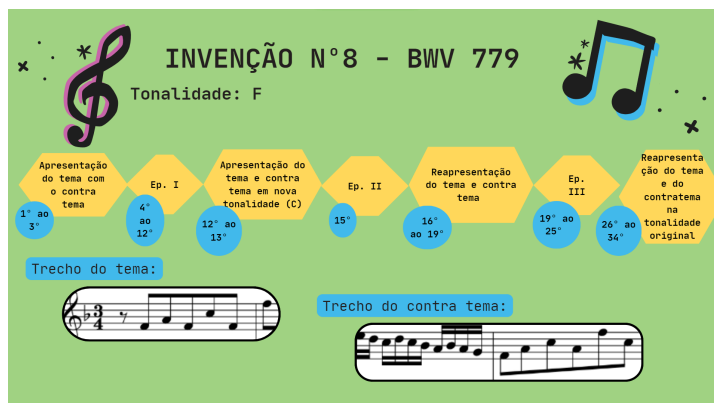 INVENÇÃO N°8 - BWV 779
Tonalidade: F
Apresentação
do tema com
o contra
tema
1° ao
3°
Ep. I
4°
ao
12°
Apresentação do
tema e contra
tema em nova
tonalidade (C)
12° ao
13°
Ep. II
15°
Reapresentação
do tema e contra
tema
16°
ao 19°
Ep.
III
19° ao
25°
Reapresenta
ção do tema
e do
contratema
na
tonalidade
original
26° ao
34°
Trecho do tema:
3
4
Trecho do contra tema: